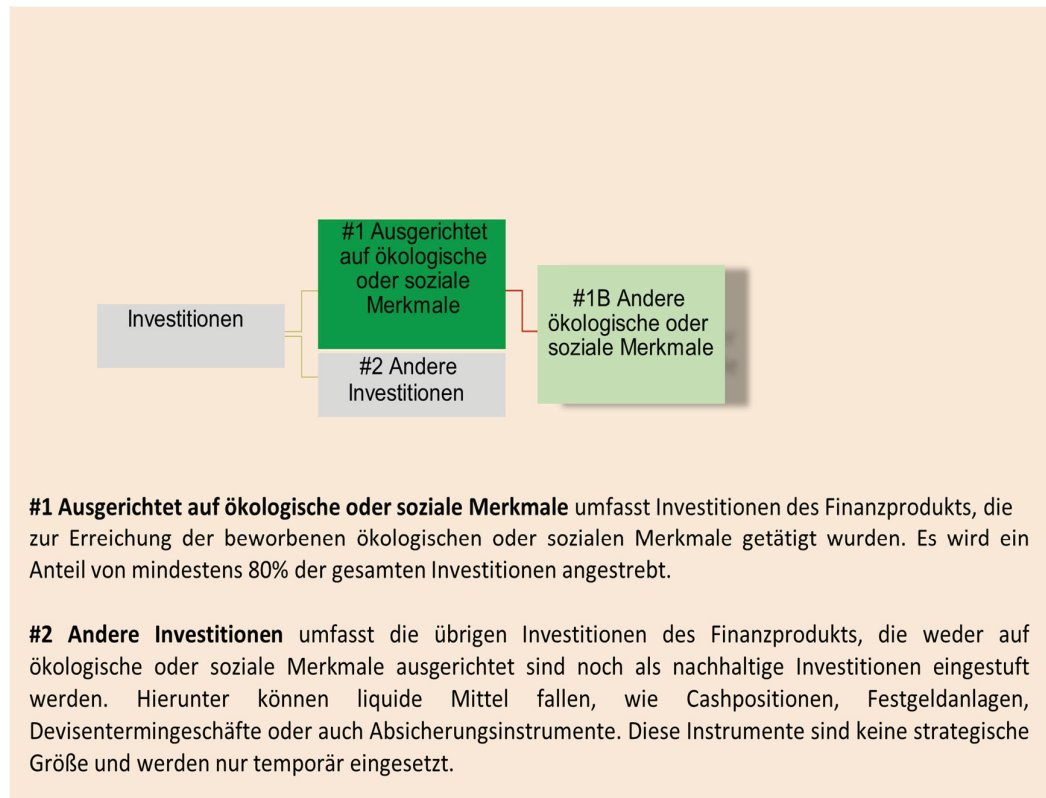 #1 Ausgerichtet
auf ökologische
oder soziale
Merkmale
Investitionen
#1B Andere
ökologische oder
soziale Merkmale
#2 Andere
Investitionen
#1 Ausgerichtet auf ökologische oder soziale Merkmale umfasst Investitionen des Finanzprodukts, die
zur Erreichung der beworbenen ökologischen oder sozialen Merkmale getätigt wurden. Es wird ein
Anteil von mindestens 80% der gesamten Investitionen angestrebt.
#2 Andere Investitionen umfasst die übrigen Investitionen des Finanzprodukts, die weder auf
ökologische oder soziale Merkmale ausgerichtet sind noch als nachhaltige Investitionen eingestuft
werden. Hierunter können liquide Mittel fallen, wie Cashpositionen, Festgeldanlagen,
Devisentermingeschäfte oder auch Absicherungsinstrumente. Diese Instrumente sind keine strategische
Größe und werden nur temporär eingesetzt.